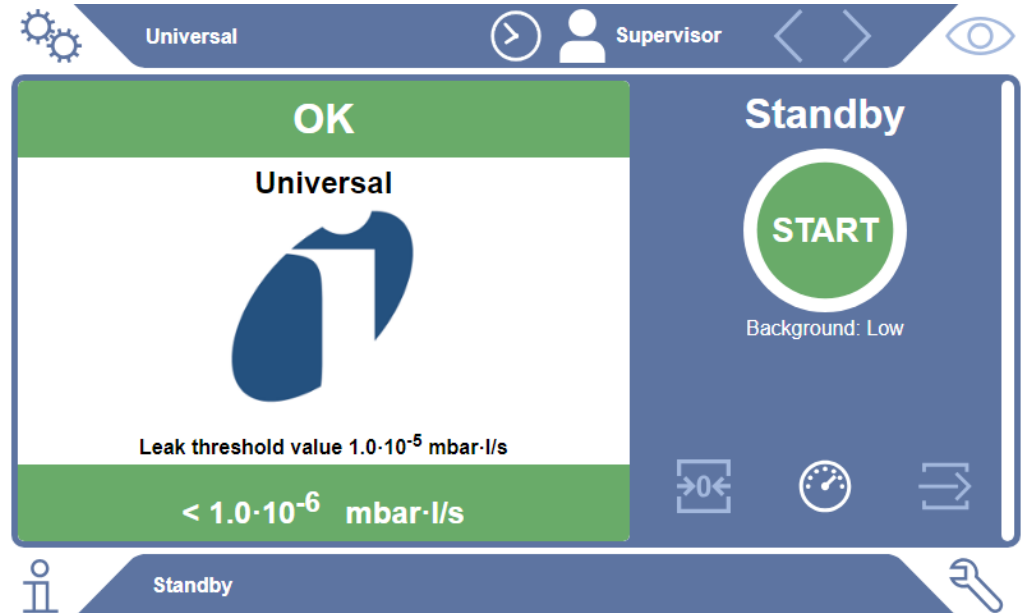 Universal
Supervisor
OK
Universal
Leak threshold value 1.0·10⁻⁵ mbar·l/s
< 1.0·10⁻⁶ mbar·l/s
Standby
START
Background: Low
→0←
Standby